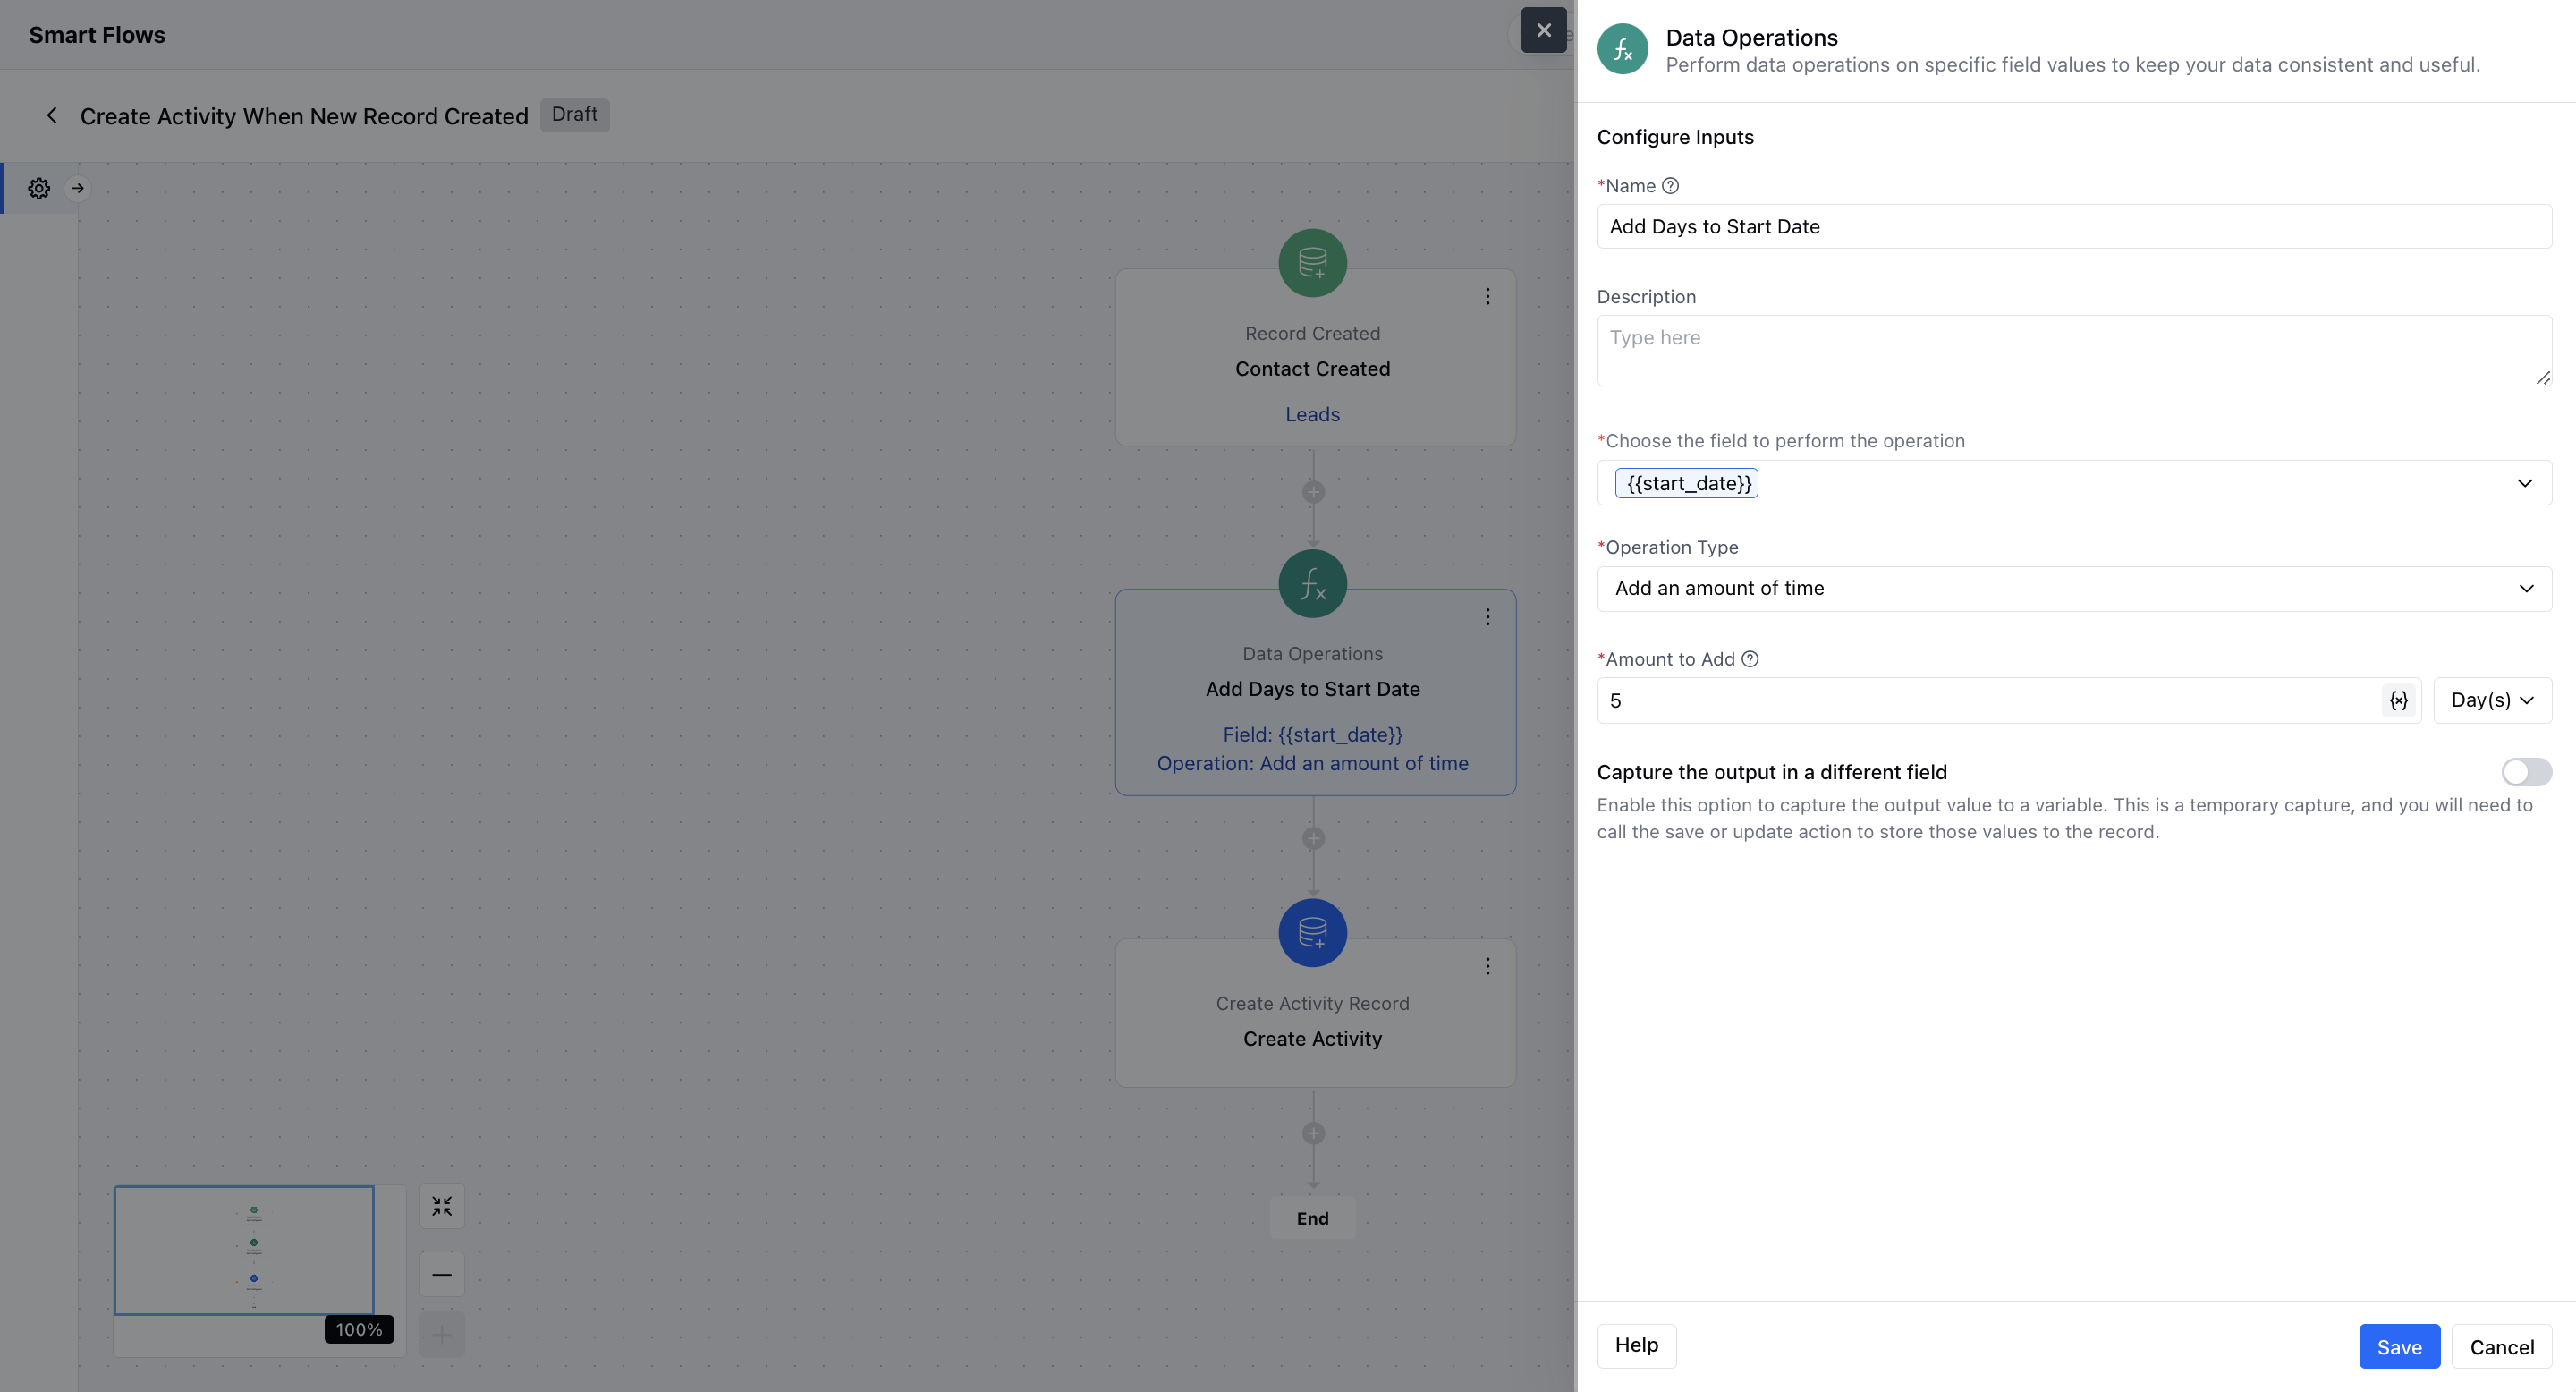 Smart Flows
Create Activity When New Record Created
Draft
Record Created
Contact Created
Leads
Data Operations
Add Days to Start Date
Field: {{start_date}}
Operation: Add an amount of time
Create Activity Record
Create Activity
End
100%
Data Operations
Perform data operations on specific field values to keep your data consistent and useful.
Configure Inputs
*Name
Add Days to Start Date
Description
Type here
*Choose the field to perform the operation
{{start_date}}
*Operation Type
Add an amount of time
*Amount to Add
5
{x}
Day(s)
Capture the output in a different field
Enable this option to capture the output value to a variable. This is a temporary capture, and you will need to
call the save or update action to store those values to the record.
Help
Save
Cancel